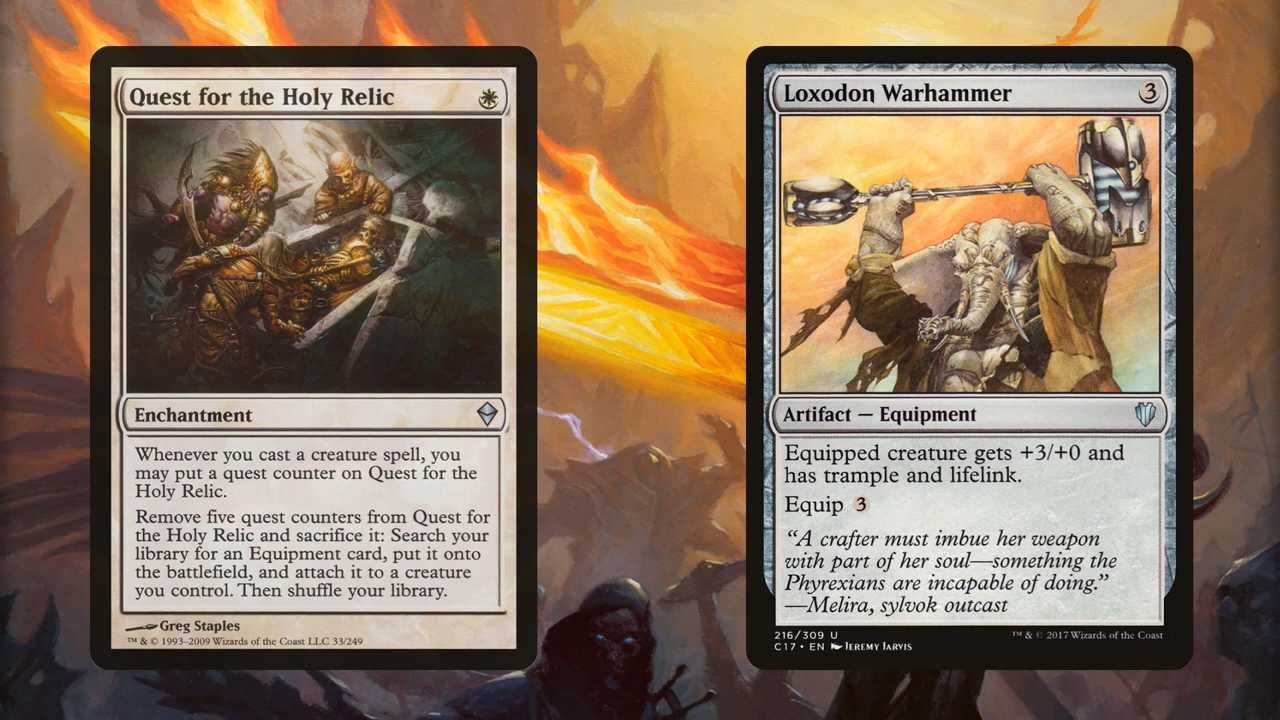 Quest for the Holy Relic
Enchantment
Whenever you cast a creature spell, you
may put a quest counter on Quest for the
Holy Relic.
Remove five quest counters from Quest for
the Holy Relic and sacrifice it: Search your
library for an Equipment card, put it onto
the battlefield, and attach it to a creature
you control. Then shuffle your library.
Greg Staples
™ & © 1993–2009 Wizards of the Coast LLC 33/249
Loxodon Warhammer 3
Artifact — Equipment
Equipped creature gets +3/+0 and
has trample and lifelink.
Equip 3
“A crafter must imbue her weapon
with part of her soul—something the
Phyrexians are incapable of doing.”
—Melira, sylvok outcast
216/309 U
C17 • EN JEREMY JARVIS
™ & © 2017 Wizards of the Coast